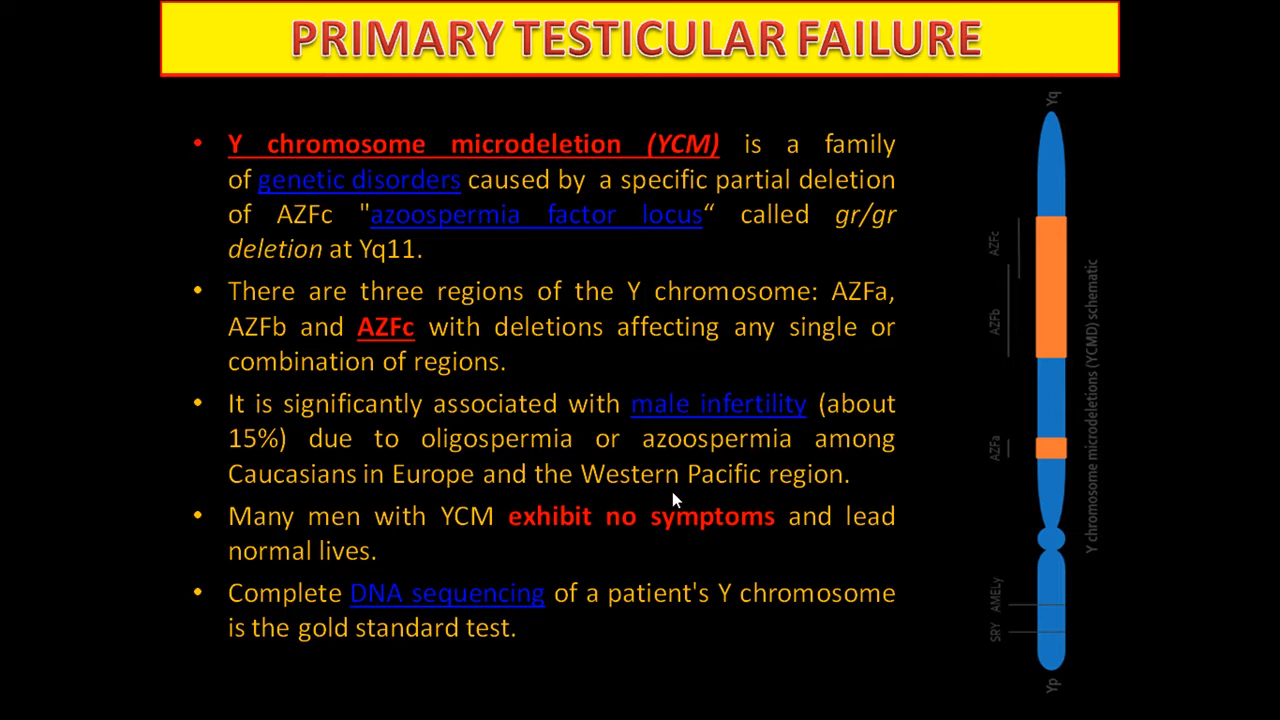 PRIMARY TESTICULAR FAILURE
• Y chromosome microdeletion (YCM) is a family
of genetic disorders caused by a specific partial deletion
of AZFc "azoospermia factor locus“ called gr/gr
deletion at Yq11.
• There are three regions of the Y chromosome: AZFa,
AZFb and AZFc with deletions affecting any single or
combination of regions.
• It is significantly associated with male infertility (about
15%) due to oligospermia or azoospermia among
Caucasians in Europe and the Western Pacific region.
• Many men with YCM exhibit no symptoms and lead
normal lives.
• Complete DNA sequencing of a patient's Y chromosome
is the gold standard test.
Yq
AZFc
AZFb
AZFa
AMELy
SRY
Yp
Y chromosome microdeletions (YCMD) schematic